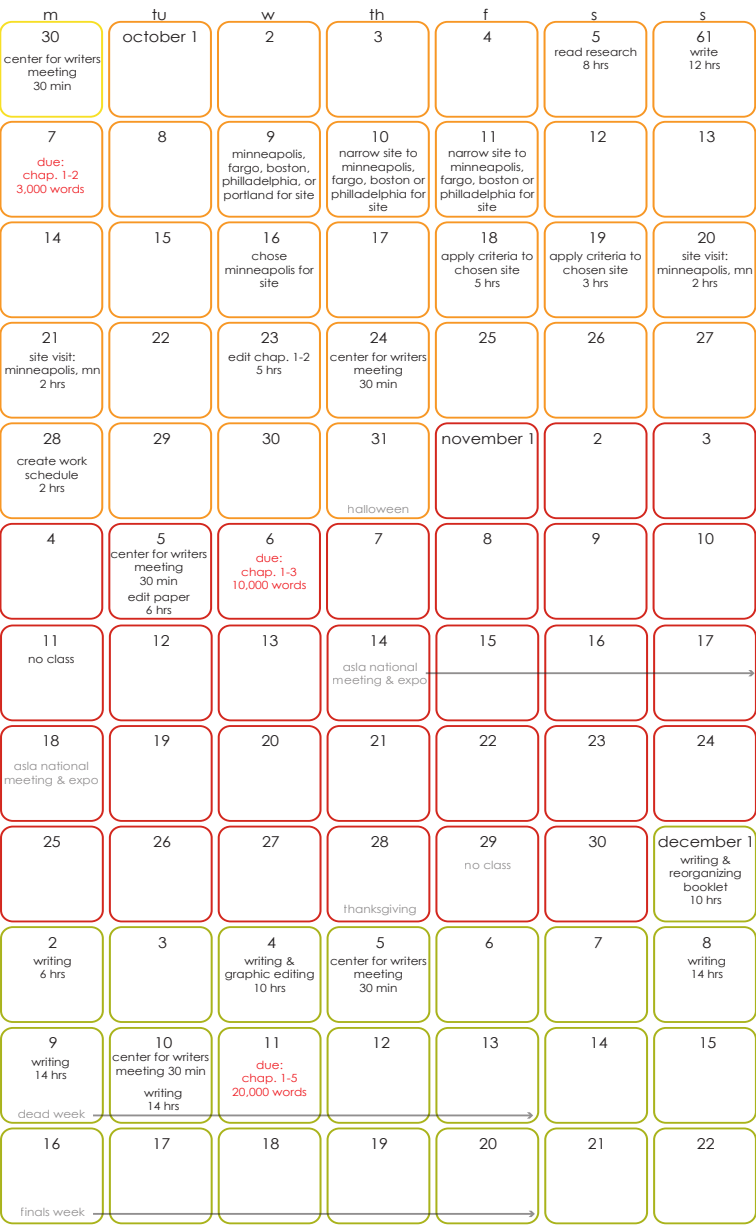 m tu w th f s s
30
center for writers
meeting
30 min
october 1
2
3
4
5
read research
8 hrs
61
write
12 hrs
7
due:
chap. 1-2
3,000 words
8
9
minneapolis,
fargo, boston,
philladelphia, or
portland for site
10
narrow site to
minneapolis,
fargo, boston or
philladelphia for
site
11
narrow site to
minneapolis,
fargo, boston or
philladelphia for
site
12
13
14
15
16
chose
minneapolis for
site
17
18
apply criteria to
chosen site
5 hrs
19
apply criteria to
chosen site
3 hrs
20
site visit:
minneapolis, mn
2 hrs
21
site visit:
minneapolis, mn
2 hrs
22
23
edit chap. 1-2
5 hrs
24
center for writers
meeting
30 min
25
26
27
28
create work
schedule
2 hrs
29
30
31
halloween
november 1
2
3
4
5
center for writers
meeting
30 min
edit paper
6 hrs
6
due:
chap. 1-3
10,000 words
7
8
9
10
11
no class
12
13
14
asla national
meeting & expo
15
16
17
18
asla national
meeting & expo
19
20
21
22
23
24
25
26
27
28
thanksgiving
29
no class
30
december 1
writing &
reorganizing
booklet
10 hrs
2
writing
6 hrs
3
4
writing &
graphic editing
10 hrs
5
center for writers
meeting
30 min
6
7
8
writing
14 hrs
9
writing
14 hrs
dead week
10
center for writers
meeting 30 min
writing
14 hrs
11
due:
chap. 1-5
20,000 words
12
13
14
15
16
finals week
17
18
19
20
21
22